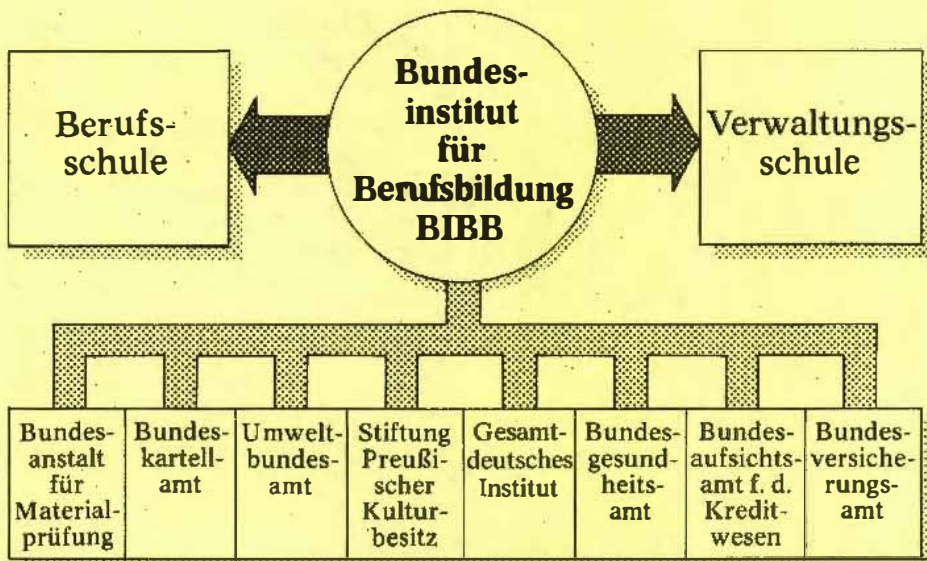 Berufs-
schule
Bundes-
institut
für
Berufsbildung
BIBB
Verwaltungs-
schule
Bundes-
anstalt
für
Material-
prüfung
Bundes-
kartell-
amt
Umwelt-
bundes-
amt
Stiftung
Preußi-
scher
Kultur-
besitz
Gesamt-
deutsches
Institut
Bundes-
gesund-
heits-
amt
Bundes-
aufsichts-
amt f. d.
Kredit-
wesen
Bundes-
versiche-
rungs-
amt